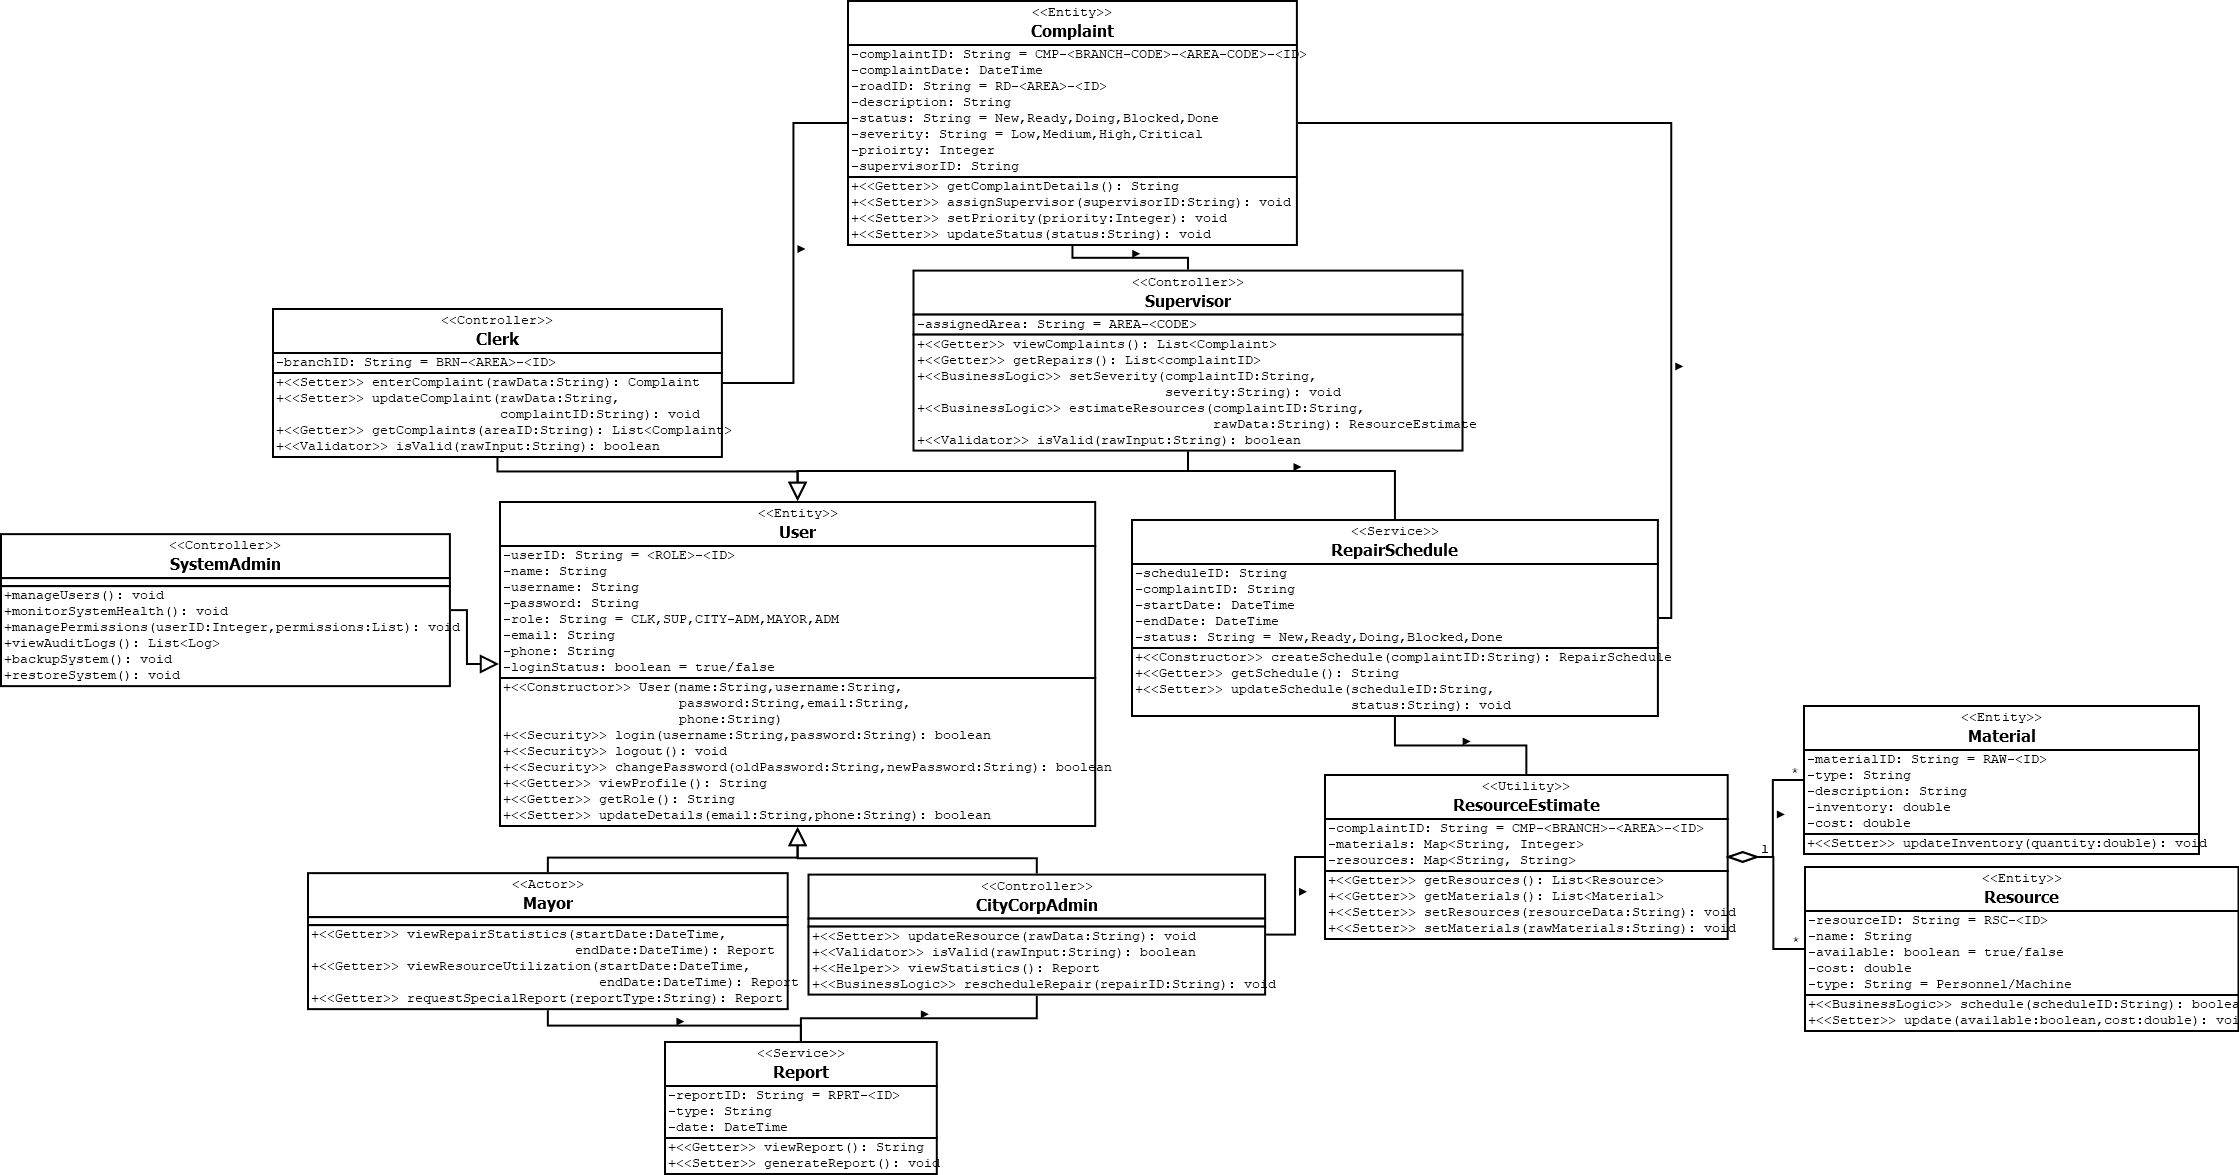 <<Entity>>
Complaint
-complaintID: String = CMP-<BRANCH-CODE>-<AREA-CODE>-<ID>
-complaintDate: DateTime
-roadID: String = RD-<AREA>-<ID>
-description: String
-status: String = New,Ready,Doing,Blocked,Done
-severity: String = Low,Medium,High,Critical
-prioirty: Integer
-supervisorID: String
+<<Getter>> getComplaintDetails(): String
+<<Setter>> assignSupervisor(supervisorID:String): void
+<<Setter>> setPriority(priority:Integer): void
+<<Setter>> updateStatus(status:String): void
<<Controller>>
Supervisor
-assignedArea: String = AREA-<CODE>
+<<Getter>> viewComplaints(): List<Complaint>
+<<Getter>> getRepairs(): List<complaintID>
+<<BusinessLogic>> setSeverity(complaintID:String,
severity:String): void
+<<BusinessLogic>> estimateResources(complaintID:String,
rawData:String): ResourceEstimate
+<<Validator>> isValid(rawInput:String): boolean
<<Controller>>
Clerk
-branchID: String = BRN-<AREA>-<ID>
+<<Setter>> enterComplaint(rawData:String): Complaint
+<<Setter>> updateComplaint(rawData:String,
complaintID:String): void
+<<Getter>> getComplaints(areaID:String): List<Complaint>
+<<Validator>> isValid(rawInput:String): boolean
<<Controller>>
SystemAdmin
+manageUsers(): void
+monitorSystemHealth(): void
+managePermissions(userID:Integer,permissions:List): void
+viewAuditLogs(): List<Log>
+backupSystem(): void
+restoreSystem(): void
<<Entity>>
User
-userID: String = <ROLE>-<ID>
-name: String
-username: String
-password: String
-role: String = CLK,SUP,CITY-ADM,MAYOR,ADM
-email: String
-phone: String
-loginStatus: boolean = true/false
+<<Constructor>> User(name:String,username:String,
password:String,email:String,
phone:String)
+<<Security>> login(username:String,password:String): boolean
+<<Security>> logout(): void
+<<Security>> changePassword(oldPassword:String,newPassword:String): boolean
+<<Getter>> viewProfile(): String
+<<Getter>> getRole(): String
+<<Setter>> updateDetails(email:String,phone:String): boolean
<<Service>>
RepairSchedule
-scheduleID: String
-complaintID: String
-startDate: DateTime
-endDate: DateTime
-status: String = New,Ready,Doing,Blocked,Done
+<<Constructor>> createSchedule(complaintID:String): RepairSchedule
+<<Getter>> getSchedule(): String
+<<Setter>> updateSchedule(scheduleID:String,
status:String): void
<<Entity>>
Material
-materialID: String = RAW-<ID>
-type: String
-description: String
-inventory: double
-cost: double
+<<Setter>> updateInventory(quantity:double): void
*
1
*
<<Utility>>
ResourceEstimate
-complaintID: String = CMP-<BRANCH>-<AREA>-<ID>
-materials: Map<String, Integer>
-resources: Map<String, String>
+<<Getter>> getResources(): List<Resource>
+<<Getter>> getMaterials(): List<Material>
+<<Setter>> setResources(resourceData:String): void
+<<Setter>> setMaterials(rawMaterials:String): void
<<Entity>>
Resource
-resourceID: String = RSC-<ID>
-name: String
-available: boolean = true/false
-cost: double
-type: String = Personnel/Machine
+<<BusinessLogic>> schedule(scheduleID:String): boolea
+<<Setter>> update(available:boolean,cost:double): voi
<<Actor>>
Mayor
+<<Getter>> viewRepairStatistics(startDate:DateTime,
endDate:DateTime): Report
+<<Getter>> viewResourceUtilization(startDate:DateTime,
endDate:DateTime): Report
+<<Getter>> requestSpecialReport(reportType:String): Report
<<Controller>>
CityCorpAdmin
+<<Setter>> updateResource(rawData:String): void
+<<Validator>> isValid(rawInput:String): boolean
+<<Helper>> viewStatistics(): Report
+<<BusinessLogic>> rescheduleRepair(repairID:String): void
<<Service>>
Report
-reportID: String = RPRT-<ID>
-type: String
-date: DateTime
+<<Getter>> viewReport(): String
+<<Setter>> generateReport(): void